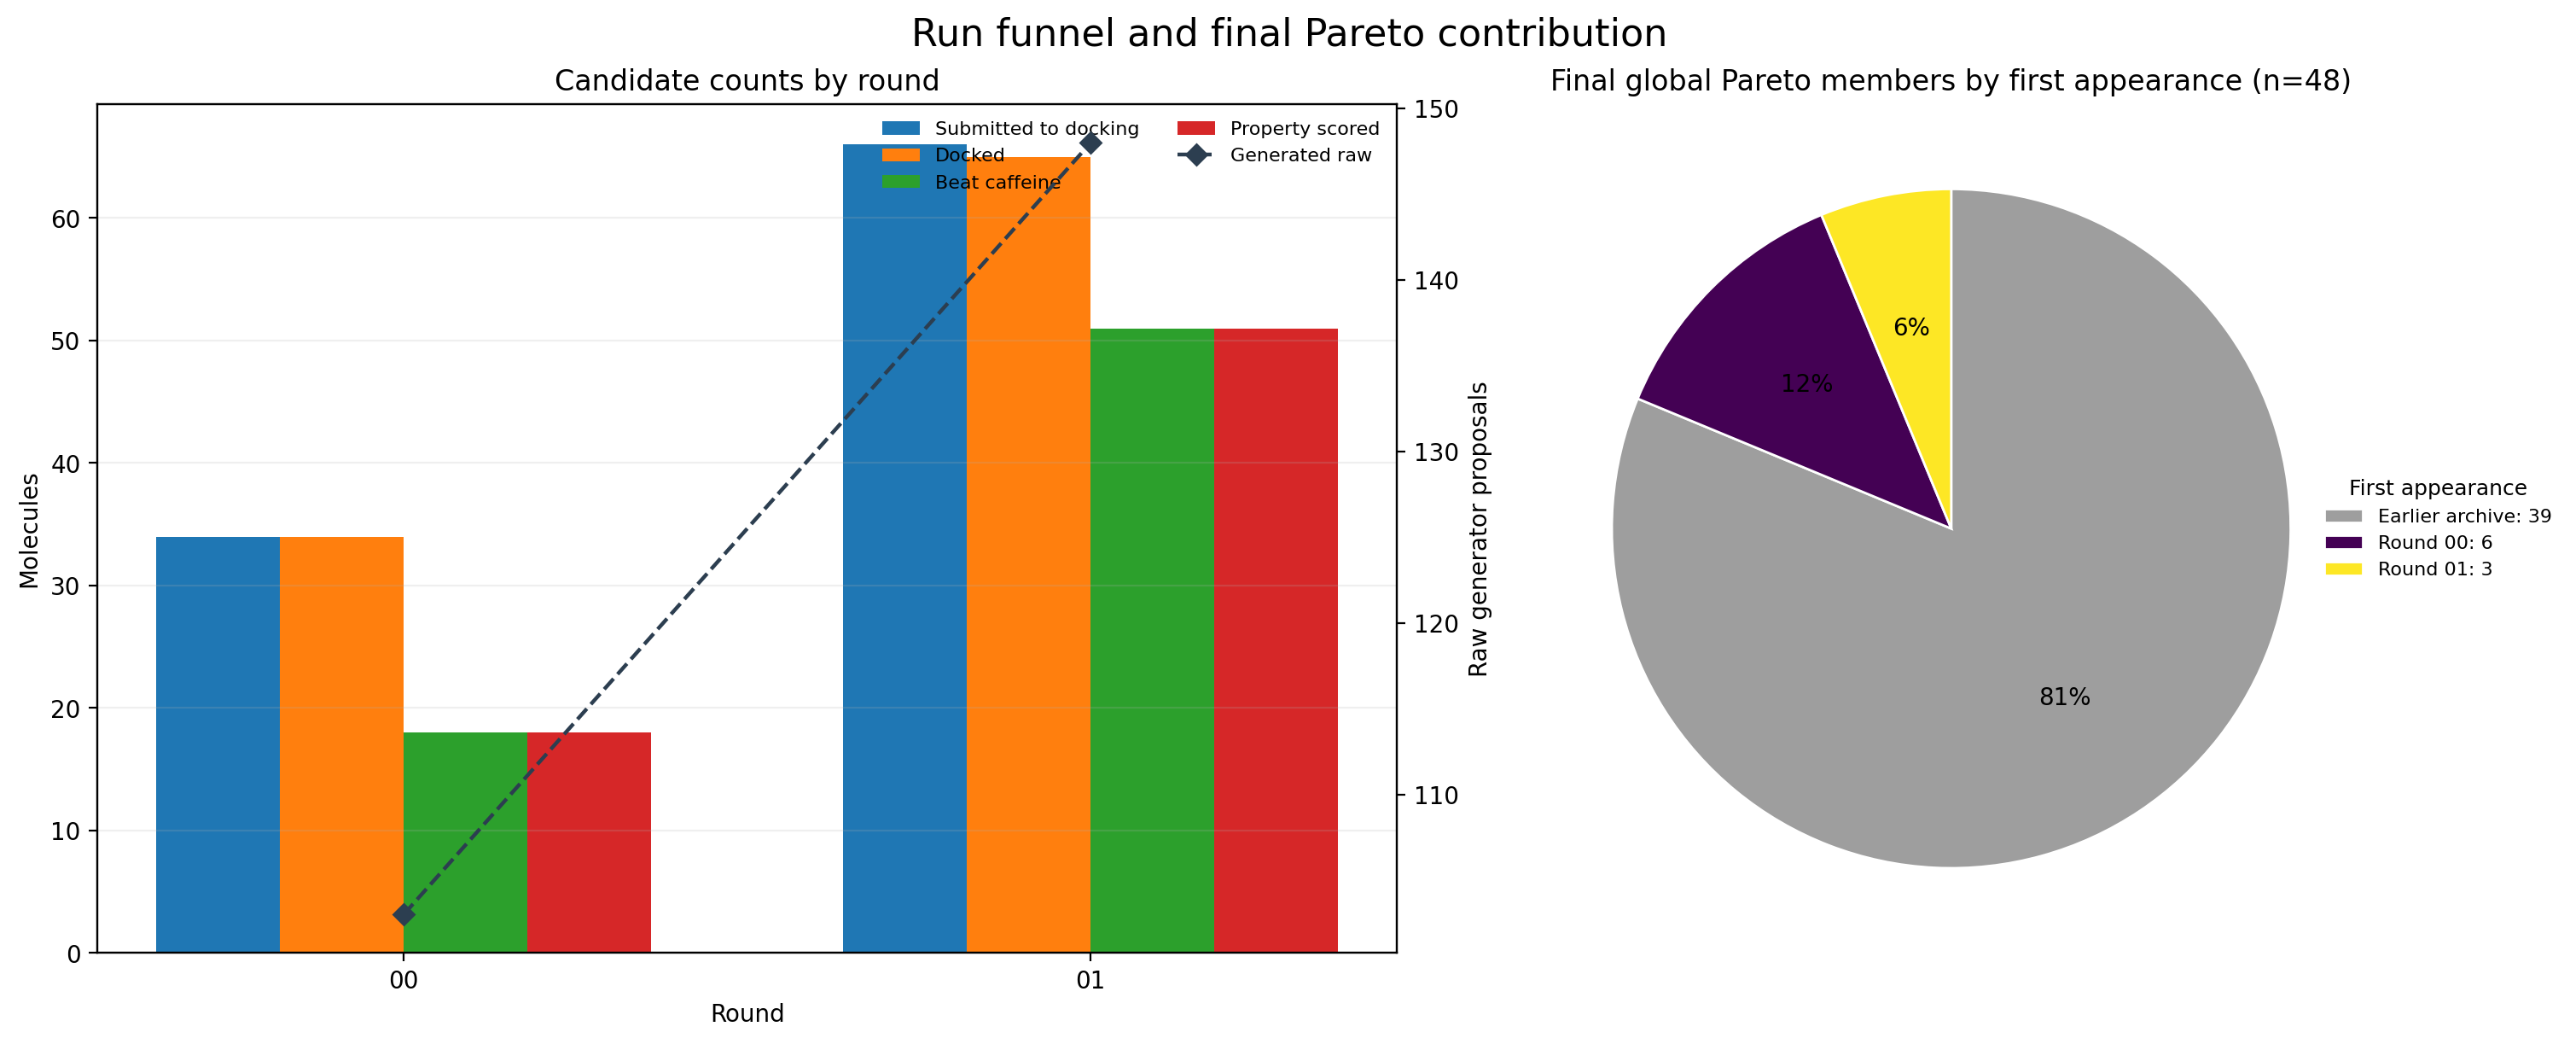 Run funnel and final Pareto contribution
Candidate counts by round
Submitted to docking
Docked
Beat caffeine
Property scored
Generated raw
Molecules
60
50
40
30
20
10
0
00
01
Round
150
140
130
120
110
Raw generator proposals
Final global Pareto members by first appearance (n=48)
6%
12%
81%
First appearance
Earlier archive: 39
Round 00: 6
Round 01: 3